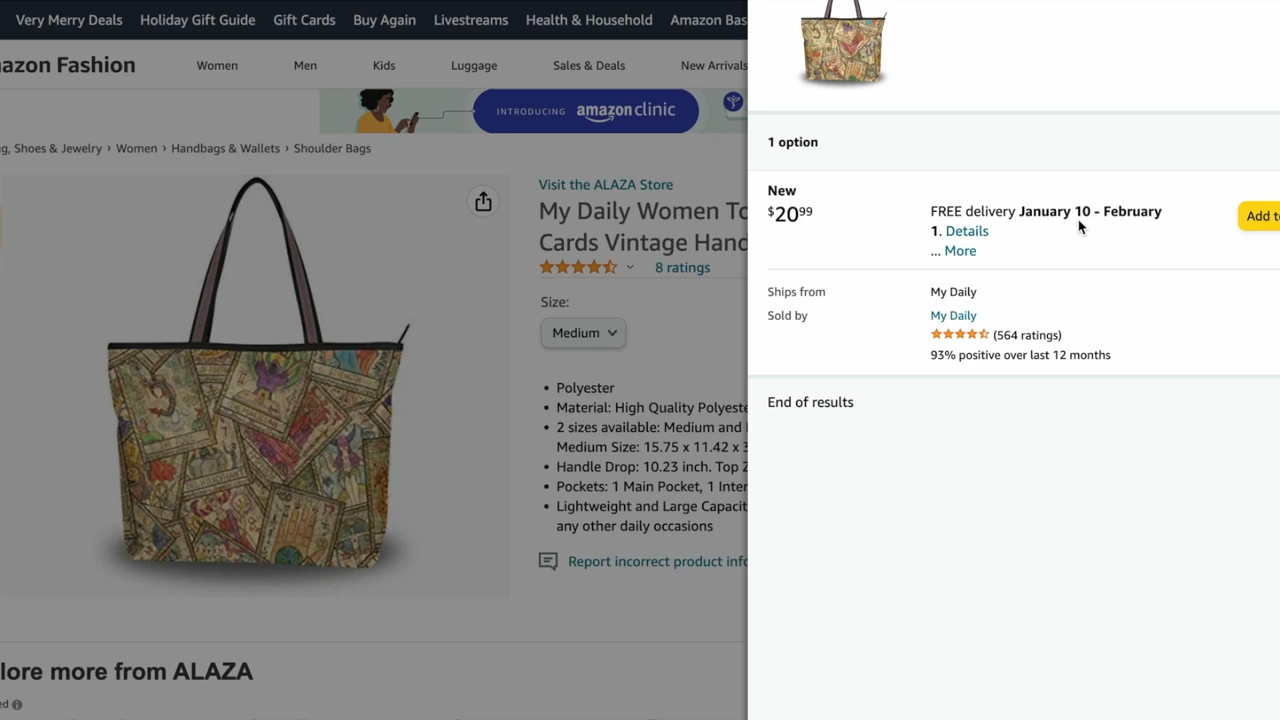 Very Merry Deals Holiday Gift Guide Gift Cards Buy Again Livestreams Health & Household Amazon Bas
azon Fashion Women Men Kids Luggage Sales & Deals New Arrivals
INTRODUCING amazon clinic
g, Shoes & Jewelry › Women › Handbags & Wallets › Shoulder Bags
Visit the ALAZA Store
My Daily Women To
Cards Vintage Hand
8 ratings
Size:
Medium
• Polyester
• Material: High Quality Polyeste
• 2 sizes available: Medium and
Medium Size: 15.75 x 11.42 x 3
• Handle Drop: 10.23 inch. Top Z
• Pockets: 1 Main Pocket, 1 Inter
• Lightweight and Large Capacit
any other daily occasions
Report incorrect product info
lore more from ALAZA
ed
1 option
New
$20.99
FREE delivery January 10 - February
1. Details
... More
Add to
Ships from My Daily
Sold by My Daily
(564 ratings)
93% positive over last 12 months
End of results